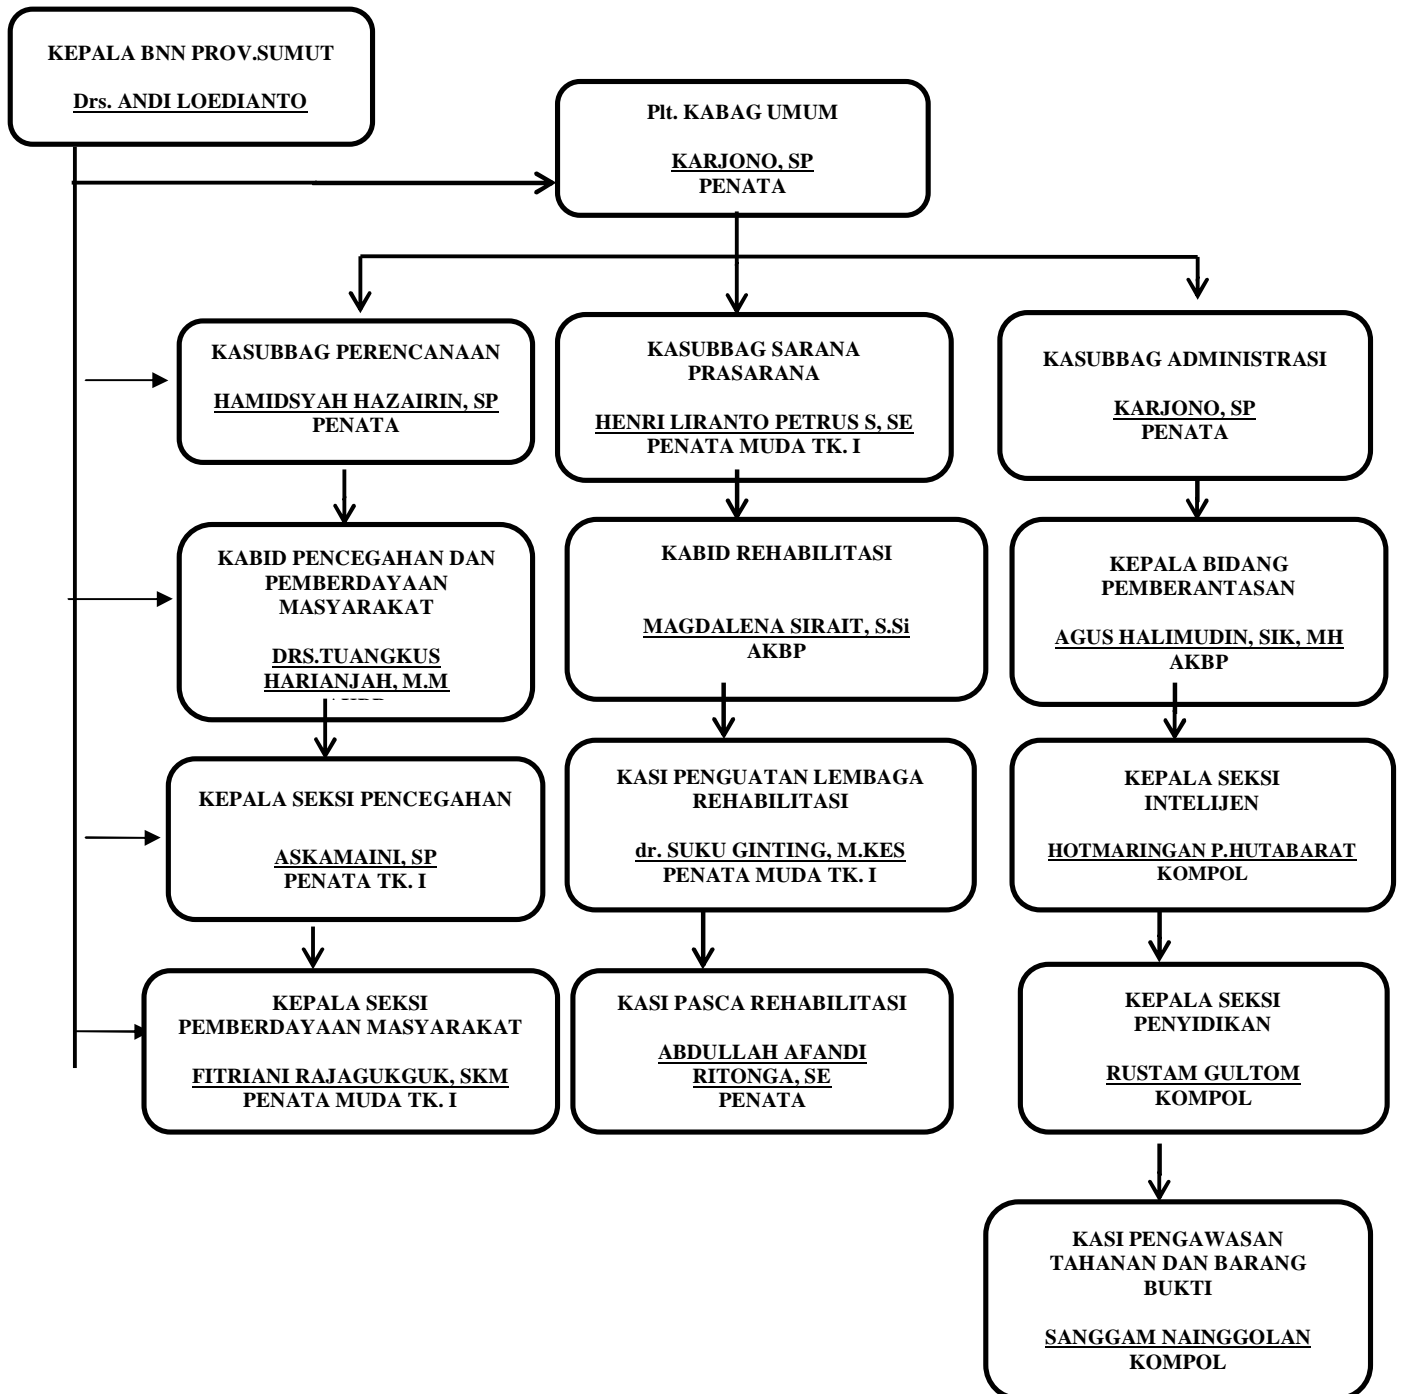 KEPALA BNN PROV.SUMUT
Drs. ANDI LOEDIANTO
Plt. KABAG UMUM
KARJONO, SP
PENATA
KASUBBAG PERENCANAAN
HAMIDSYAH HAZAIRIN, SP
PENATA
KASUBBAG SARANA
PRASARANA
HENRI LIRANTO PETRUS S, SE
PENATA MUDA TK. I
KASUBBAG ADMINISTRASI
KARJONO, SP
PENATA
KABID PENCEGAHAN DAN
PEMBERDAYAAN
MASYARAKAT
DRS.TUANGKUS
HARIANJAH, M.M
KABID REHABILITASI
MAGDALENA SIRAIT, S.Si
AKBP
KEPALA BIDANG
PEMBERANTASAN
AGUS HALIMUDIN, SIK, MH
AKBP
KEPALA SEKSI PENCEGAHAN
ASKAMAINI, SP
PENATA TK. I
KASI PENGUATAN LEMBAGA
REHABILITASI
dr. SUKU GINTING, M.KES
PENATA MUDA TK. I
KEPALA SEKSI
INTELIJEN
HOTMARINGAN P.HUTABARAT
KOMPOL
KEPALA SEKSI
PEMBERDAYAAN MASYARAKAT
FITRIANI RAJAGUKGUK, SKM
PENATA MUDA TK. I
KASI PASCA REHABILITASI
ABDULLAH AFANDI
RITONGA, SE
PENATA
KEPALA SEKSI
PENYIDIKAN
RUSTAM GULTOM
KOMPOL
KASI PENGAWASAN
TAHANAN DAN BARANG
BUKTI
SANGGAM NAINGGOLAN
KOMPOL